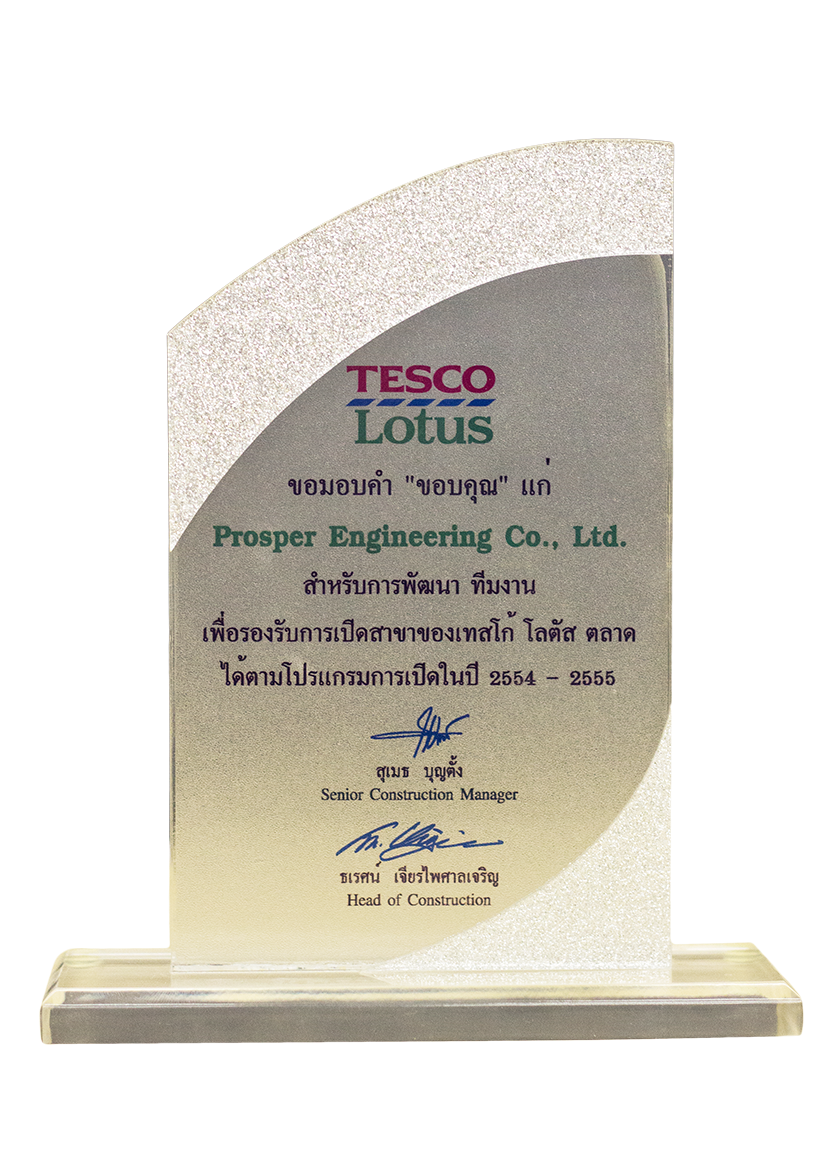 TESCO
Lotus
ขอมอบคำ "ขอบคุณ" แก่
Prosper Engineering Co., Ltd.
สำหรับการพัฒนา ทีมงาน
เพื่อรองรับการเปิดสาขาของเทสโก้ โลตัส ตลาด
ได้ตามโปรแกรมการเปิดในปี 2554 - 2555
สุเมธ บุญตั้ง
Senior Construction Manager
ธเรศน์ เจียรไพศาลเจริญ
Head of Construction